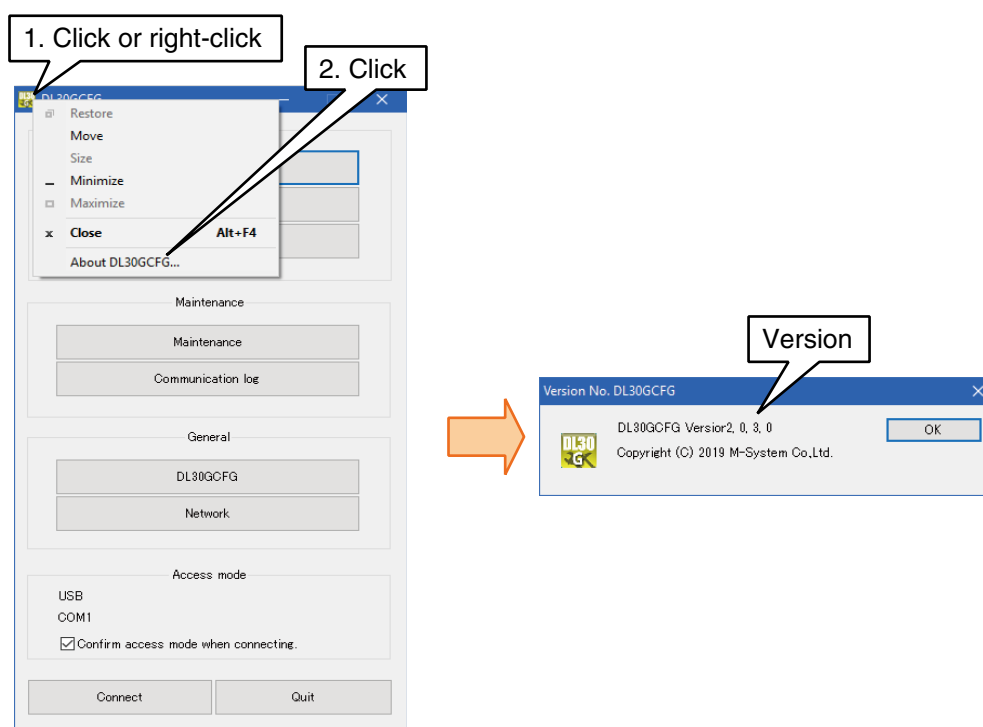 1. Click or right-click
2. Click
DL30GCFG
Restore
Move
Size
Minimize
Maximize
x Close Alt+F4
About DL30GCFG...
Maintenance
Maintenance
Communication log
General
DL30GCFG
Network
Access mode
USB
COM1
Confirm access mode when connecting.
Connect Quit
Version
Version No. DL30GCFG
DL30
G
DL30GCFG Versior2, 0, 3, 0
OK
Copyright (C) 2019 M-System Co.,Ltd.